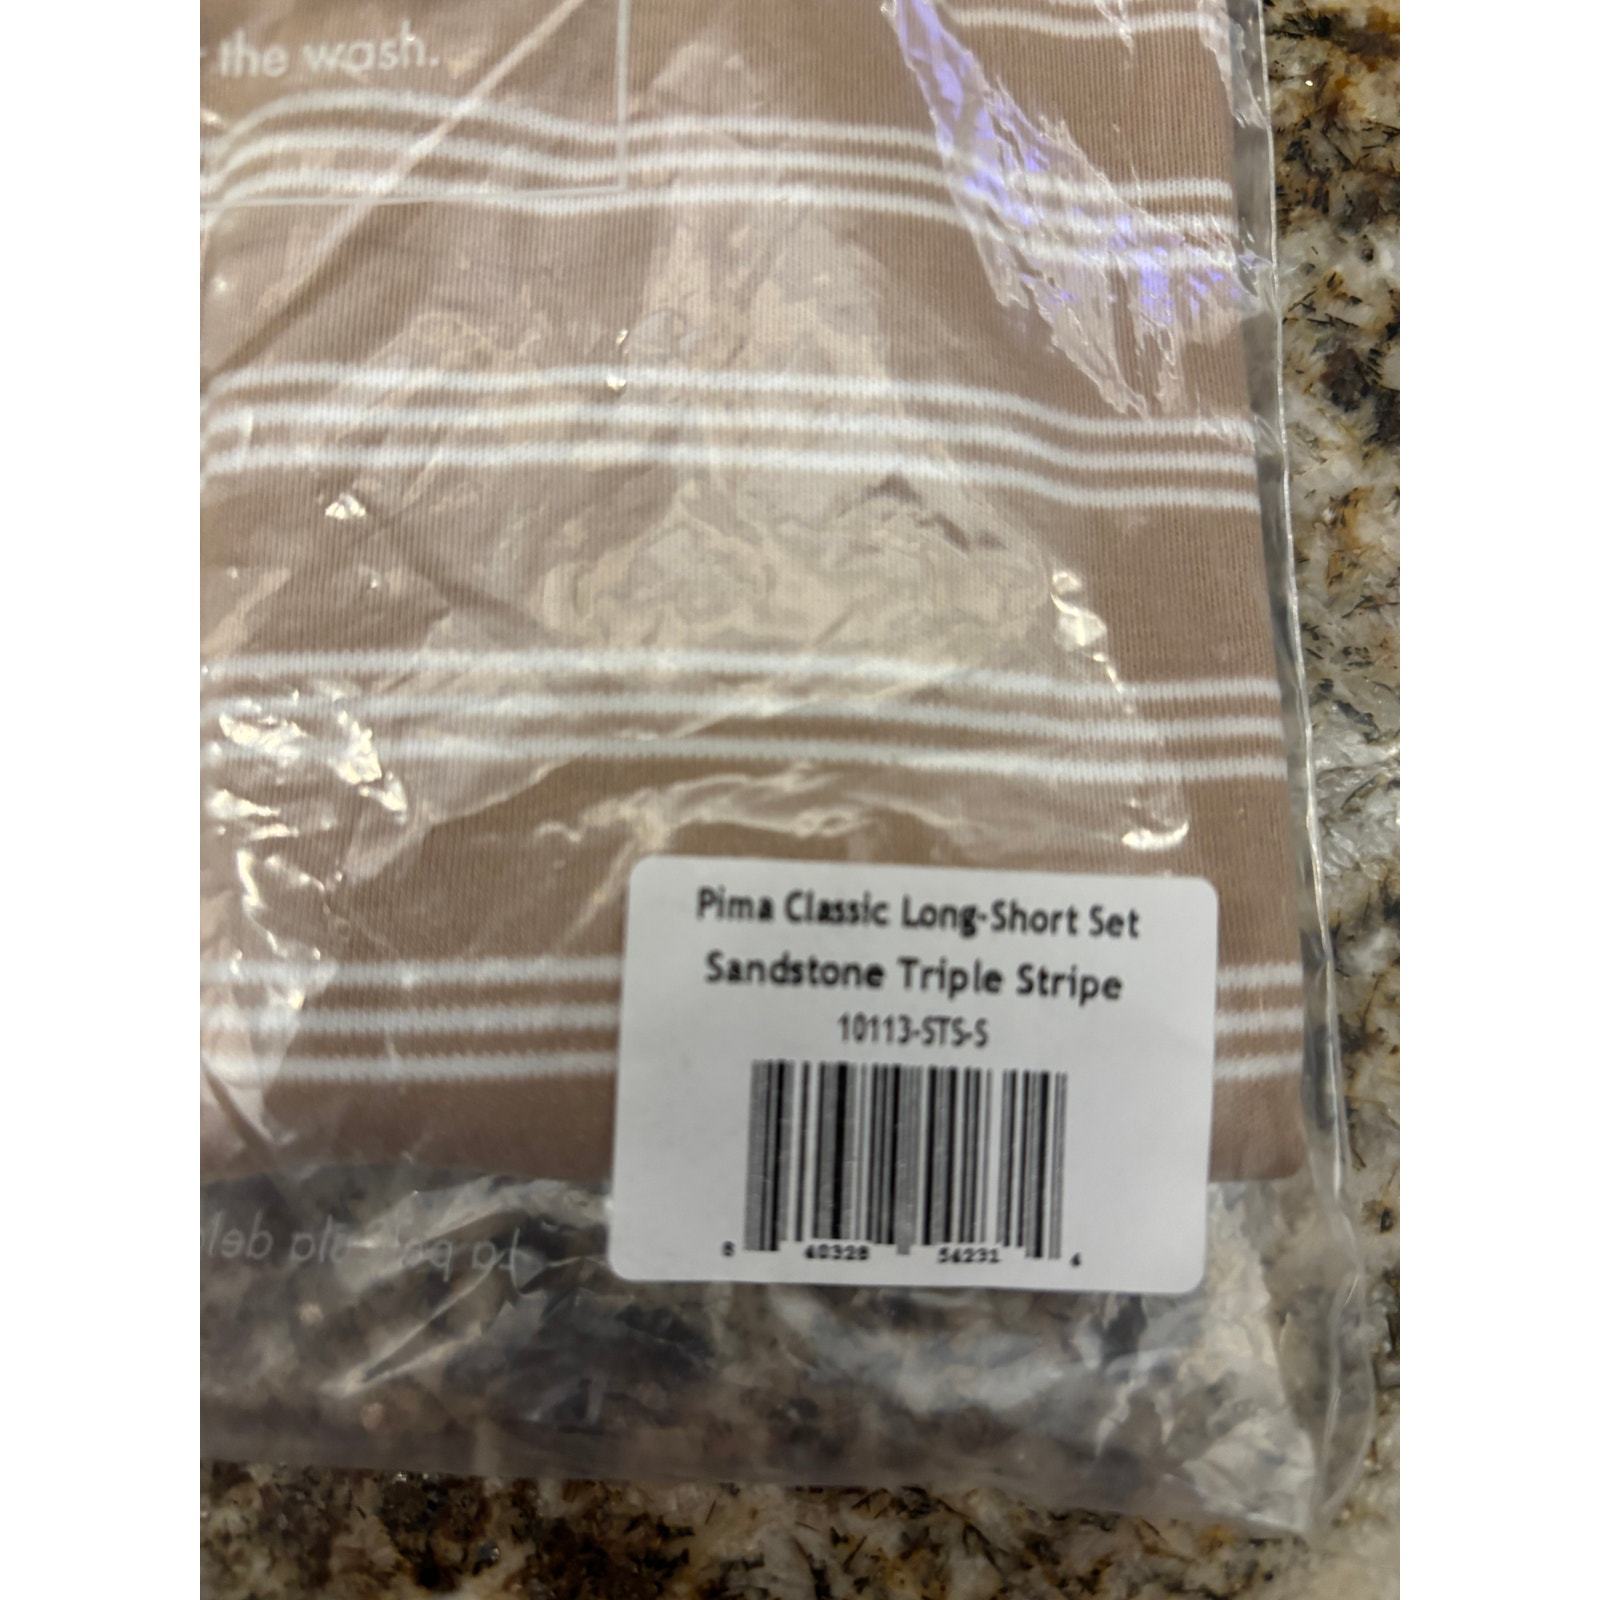 the wash.
Pima Classic Long-Short Set
Sandstone Triple Stripe
10113-STS-S
8 40328 54231 4